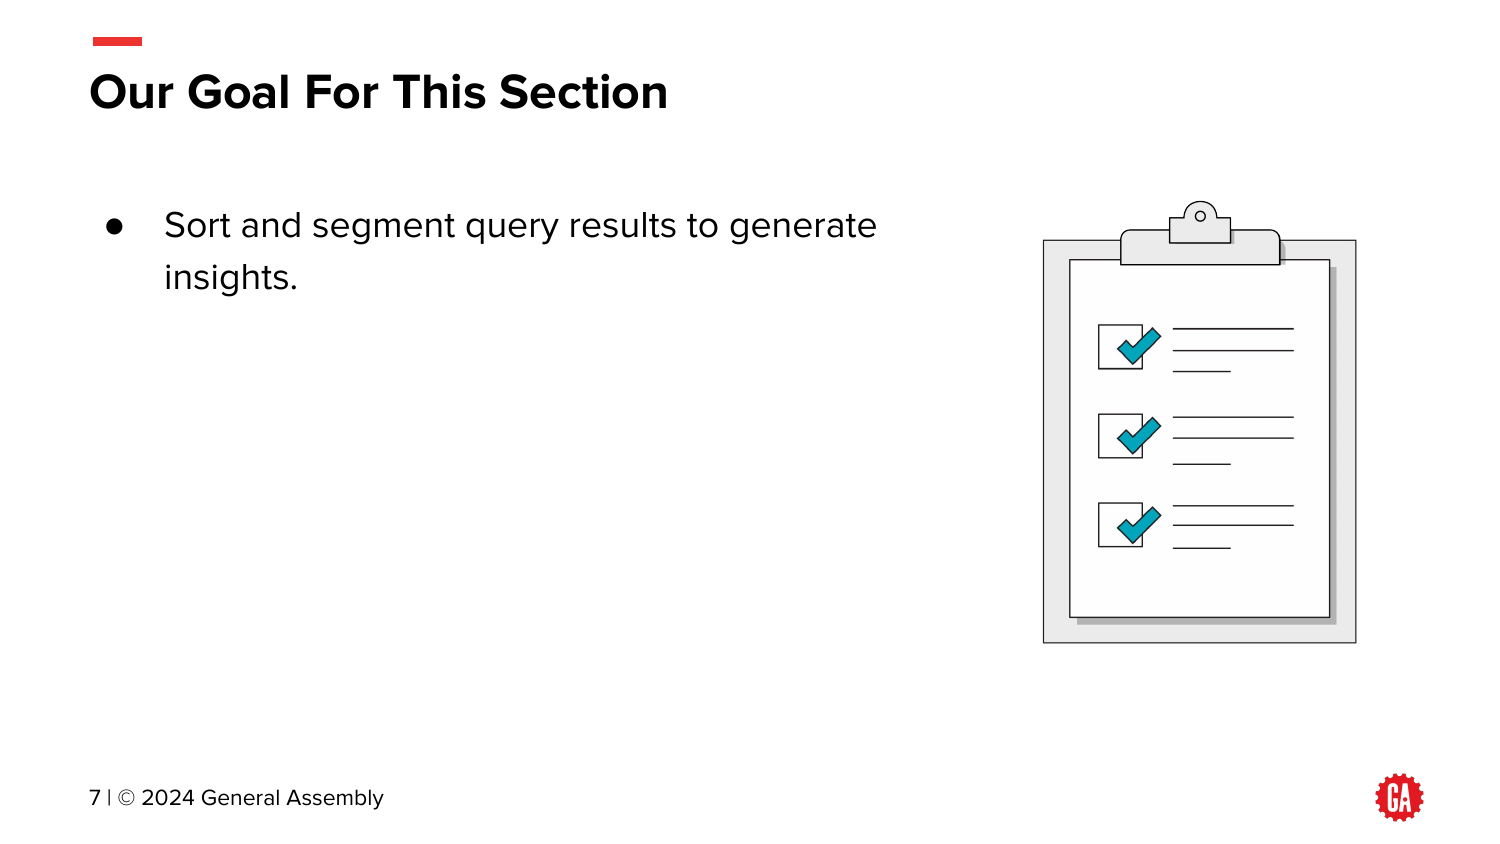 Our Goal For This Section
● Sort and segment query results to generate
insights.
7 | © 2024 General Assembly
GA